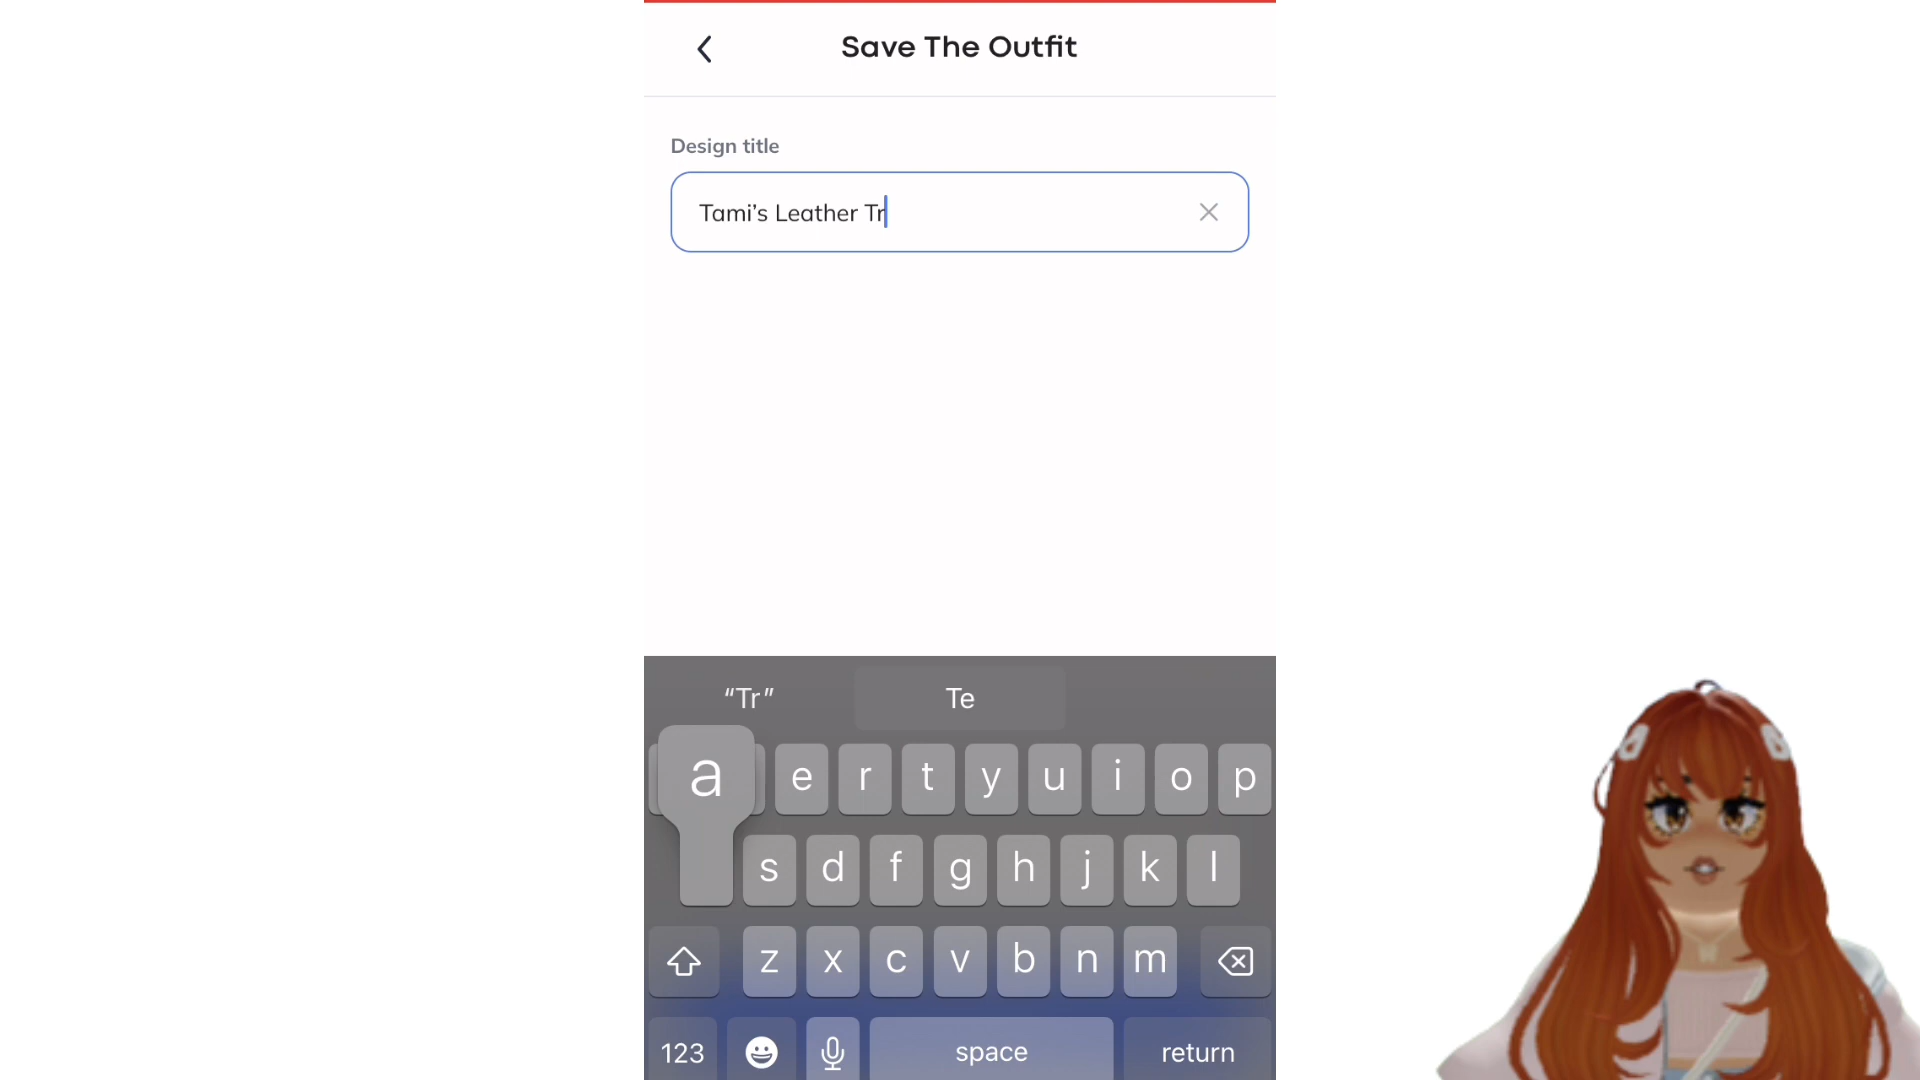 Save The Outfit
Design title
Tami’s Leather Tr
“Tr” Te
a e r t y u i o p
s d f g h j k l
z x c v b n m
123 space return